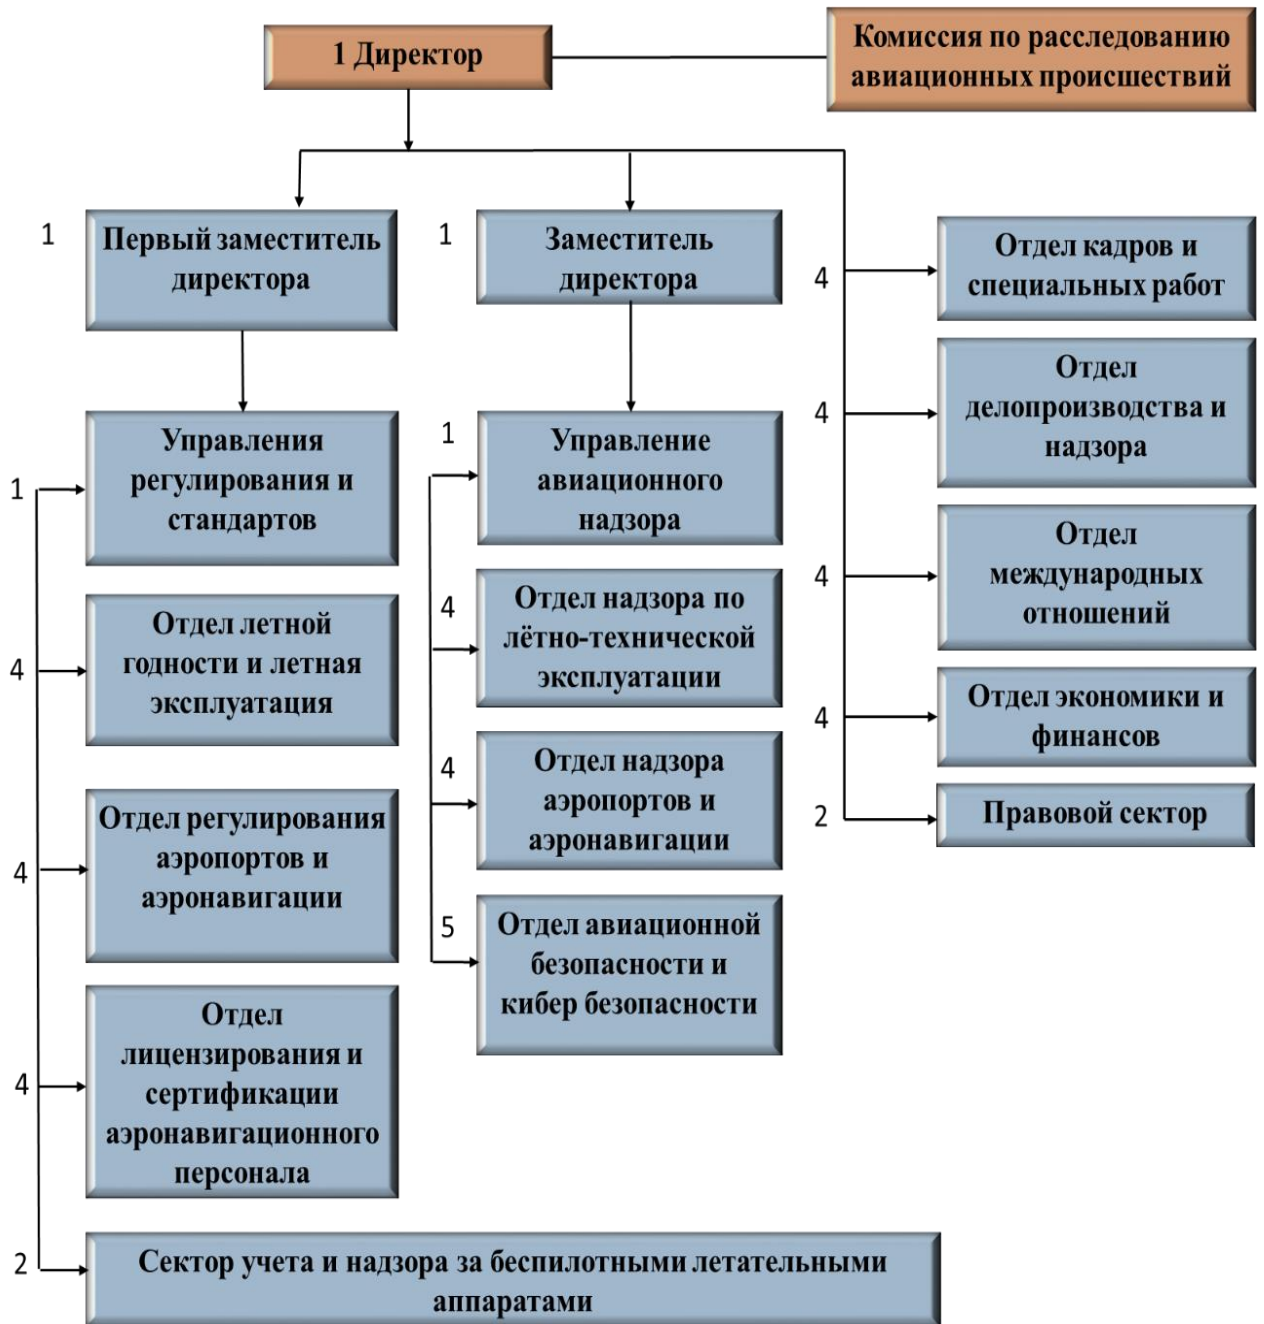 1 Директор
Комиссия по расследованию
авиационных происшествий
1
Первый заместитель
директора
1
Заместитель
директора
4
Отдел кадров и
специальных работ
4
Отдел
делопроизводства и
надзора
4
Отдел
международных
отношений
4
Отдел экономики и
финансов
2
Правовой сектор
1
Управления
регулирования и
стандартов
4
Отдел летной
годности и летная
эксплуатация
4
Отдел регулирования
аэропортов и
аэронавигации
4
Отдел
лицензирования и
сертификации
аэронавигационного
персонала
2
Сектор учета и надзора за беспилотными летательными
аппаратами
1
Управление
авиационного
надзора
4
Отдел надзора по
лётно-технической
эксплуатации
4
Отдел надзора
аэропортов и
аэронавигации
5
Отдел авиационной
безопасности и
кибер безопасности